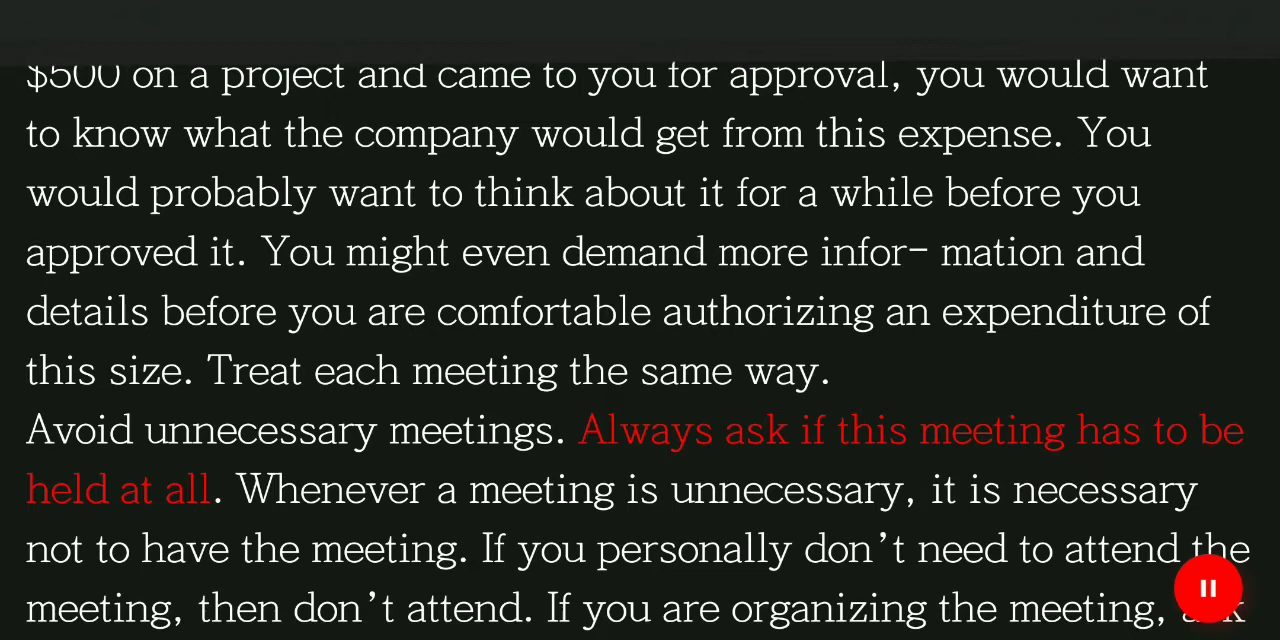 $500 on a project and came to you for approval, you would want
to know what the company would get from this expense. You
would probably want to think about it for a while before you
approved it. You might even demand more infor- mation and
details before you are comfortable authorizing an expenditure of
this size. Treat each meeting the same way.
Avoid unnecessary meetings. Always ask if this meeting has to be
held at all. Whenever a meeting is unnecessary, it is necessary
not to have the meeting. If you personally don’t need to attend the
meeting, then don’t attend. If you are organizing the meeting,